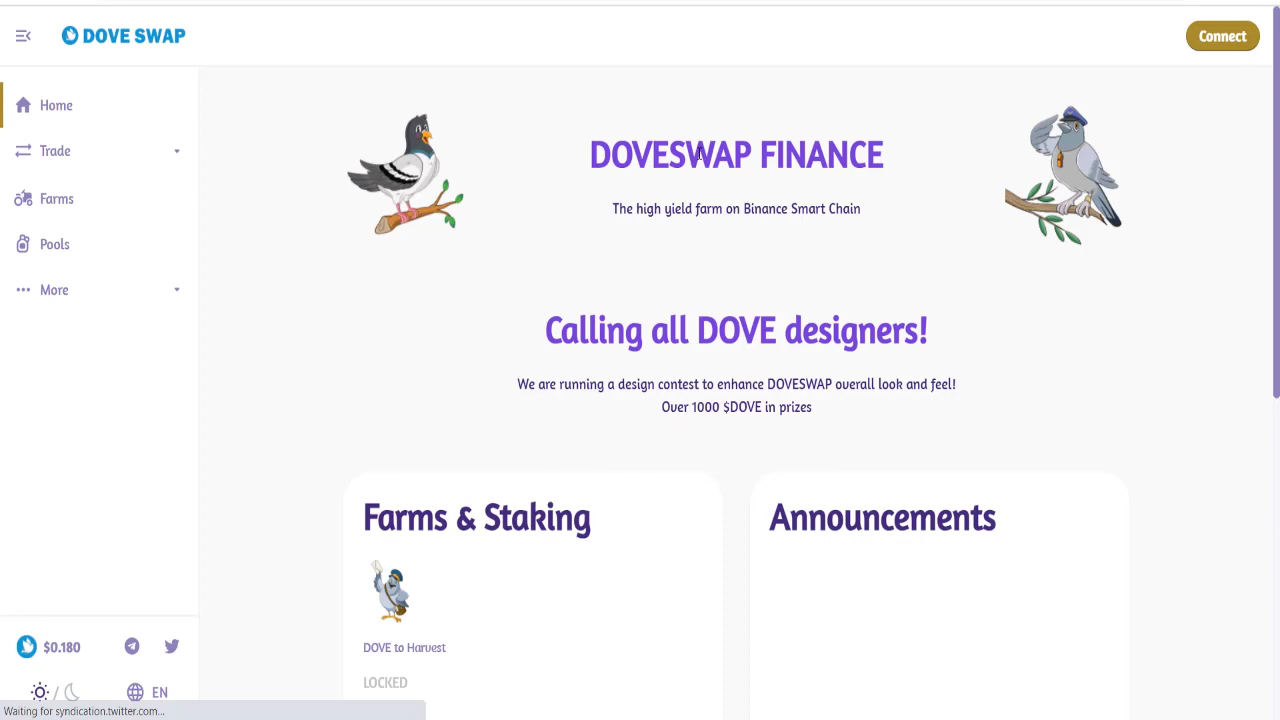 DOVE SWAP
Connect
Home
Trade
Farms
Pools
More
DOVESWAP FINANCE
The high yield farm on Binance Smart Chain
Calling all DOVE designers!
We are running a design contest to enhance DOVESWAP overall look and feel!
Over 1000 $DOVE in prizes
Farms & Staking
DOVE to Harvest
LOCKED
Announcements
$0.180
/
EN
Waiting for syndication.twitter.com...